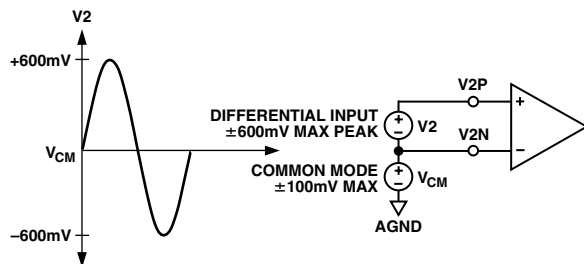 V2
+600mV
V2P
DIFFERENTIAL INPUT
±600mV MAX PEAK
+
−
V2
+
−
V2N
VCM
COMMON MODE
±100mV MAX
+
−
VCM
AGND
−600mV